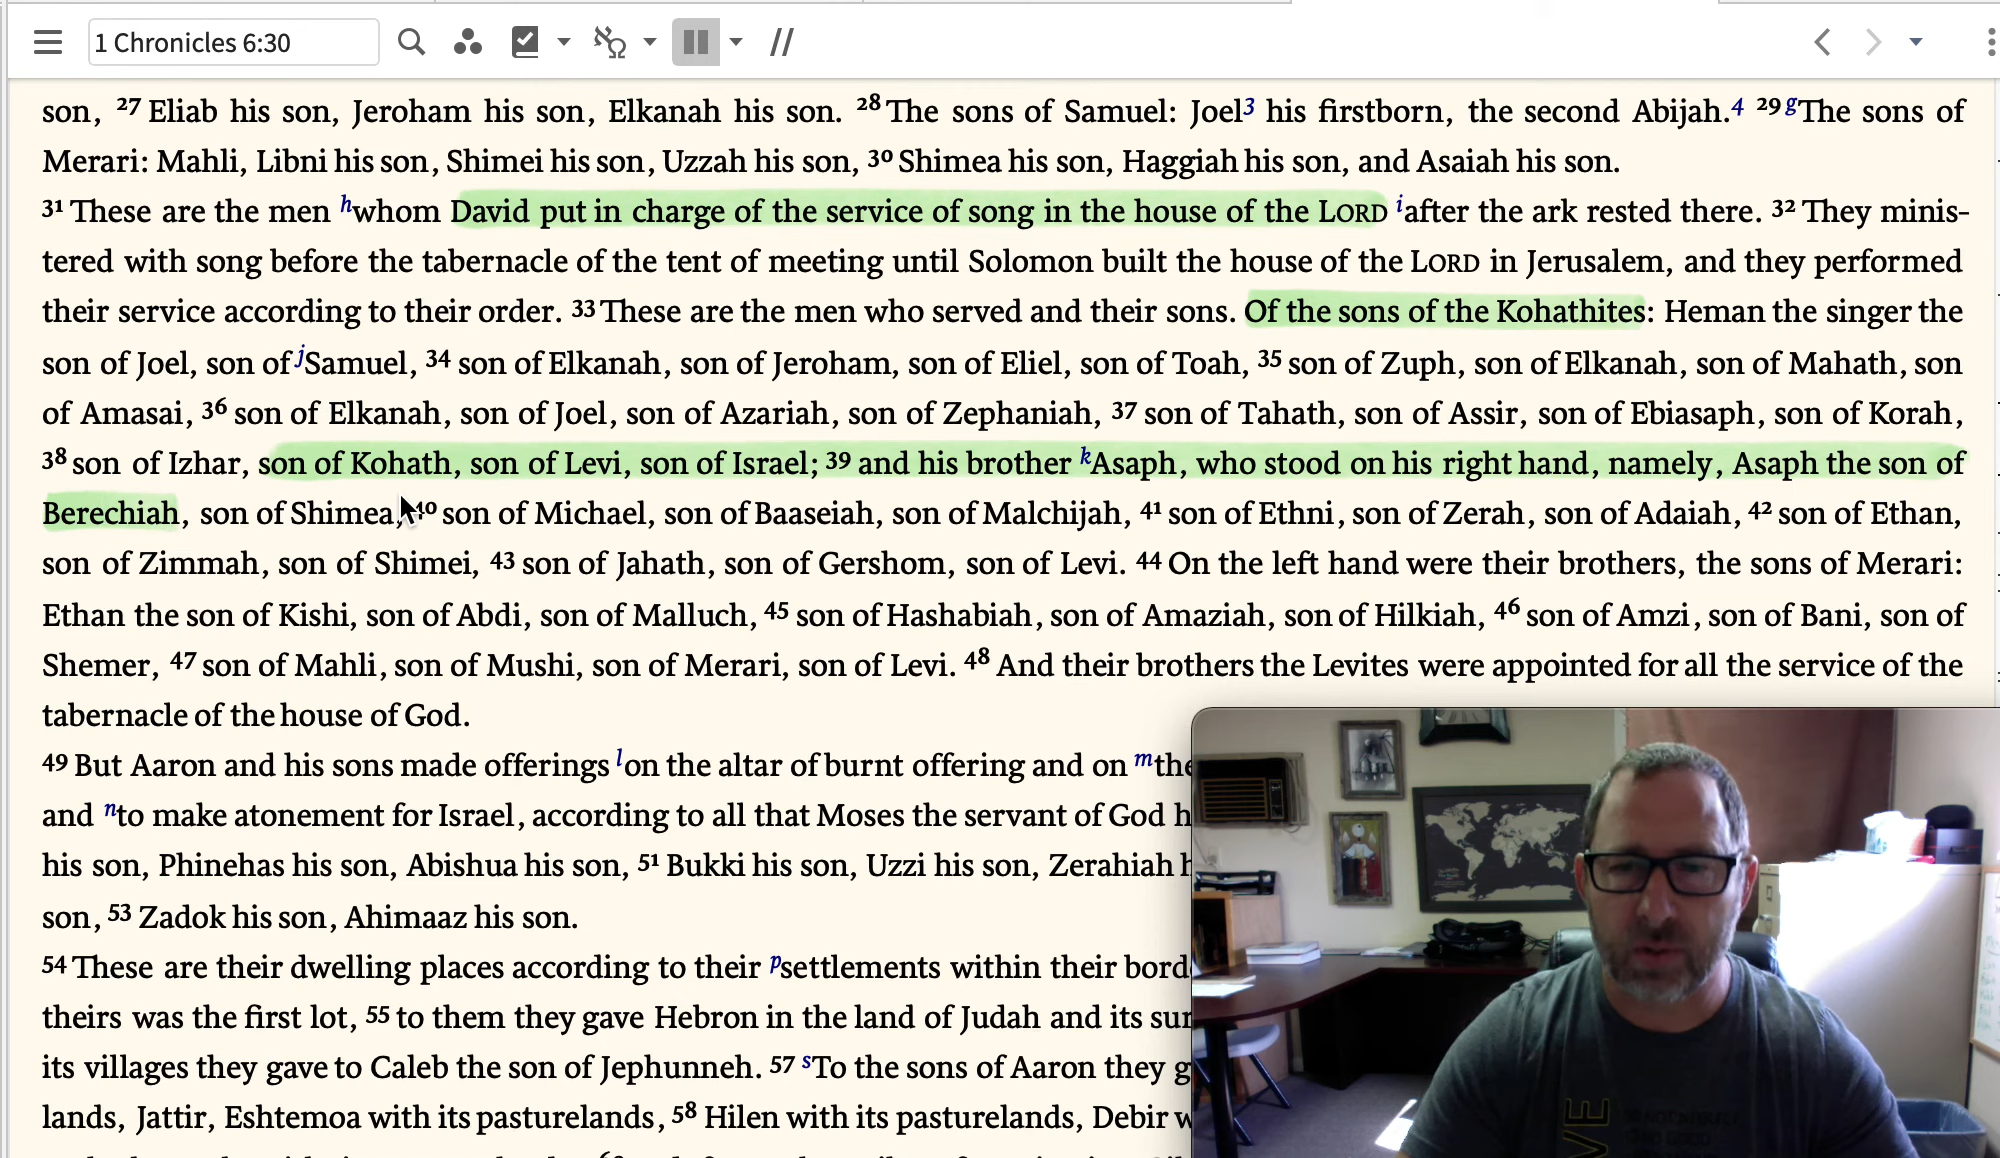 1 Chronicles 6:30
son, 27 Eliab his son, Jeroham his son, Elkanah his son. 28 The sons of Samuel: Joel3 his firstborn, the second Abijah.4 29 gThe sons of
Merari: Mahli, Libni his son, Shimei his son, Uzzah his son, 30 Shimea his son, Haggiah his son, and Asaiah his son.
31 These are the men hwhom David put in charge of the service of song in the house of the LORD iafter the ark rested there. 32 They minis-
tered with song before the tabernacle of the tent of meeting until Solomon built the house of the LORD in Jerusalem, and they performed
their service according to their order. 33 These are the men who served and their sons. Of the sons of the Kohathites: Heman the singer the
son of Joel, son of jSamuel, 34 son of Elkanah, son of Jeroham, son of Eliel, son of Toah, 35 son of Zuph, son of Elkanah, son of Mahath, son
of Amasai, 36 son of Elkanah, son of Joel, son of Azariah, son of Zephaniah, 37 son of Tahath, son of Assir, son of Ebiasaph, son of Korah,
38 son of Izhar, son of Kohath, son of Levi, son of Israel; 39 and his brother kAsaph, who stood on his right hand, namely, Asaph the son of
Berechiah, son of Shimea, 40 son of Michael, son of Baaseiah, son of Malchijah, 41 son of Ethni, son of Zerah, son of Adaiah, 42 son of Ethan,
son of Zimmah, son of Shimei, 43 son of Jahath, son of Gershom, son of Levi. 44 On the left hand were their brothers, the sons of Merari:
Ethan the son of Kishi, son of Abdi, son of Malluch, 45 son of Hashabiah, son of Amaziah, son of Hilkiah, 46 son of Amzi, son of Bani, son of
Shemer, 47 son of Mahli, son of Mushi, son of Merari, son of Levi. 48 And their brothers the Levites were appointed for all the service of the
tabernacle of the house of God.
49 But Aaron and his sons made offerings lon the altar of burnt offering and on mthe
and nto make atonement for Israel, according to all that Moses the servant of God h
his son, Phinehas his son, Abishua his son, 51 Bukki his son, Uzzi his son, Zerahiah h
son, 53 Zadok his son, Ahimaaz his son.
54 These are their dwelling places according to their psettlements within their bord
theirs was the first lot, 55 to them they gave Hebron in the land of Judah and its sur
its villages they gave to Caleb the son of Jephunneh. 57 sTo the sons of Aaron they g
lands, Jattir, Eshtemoa with its pasturelands, 58 Hilen with its pasturelands, Debir w